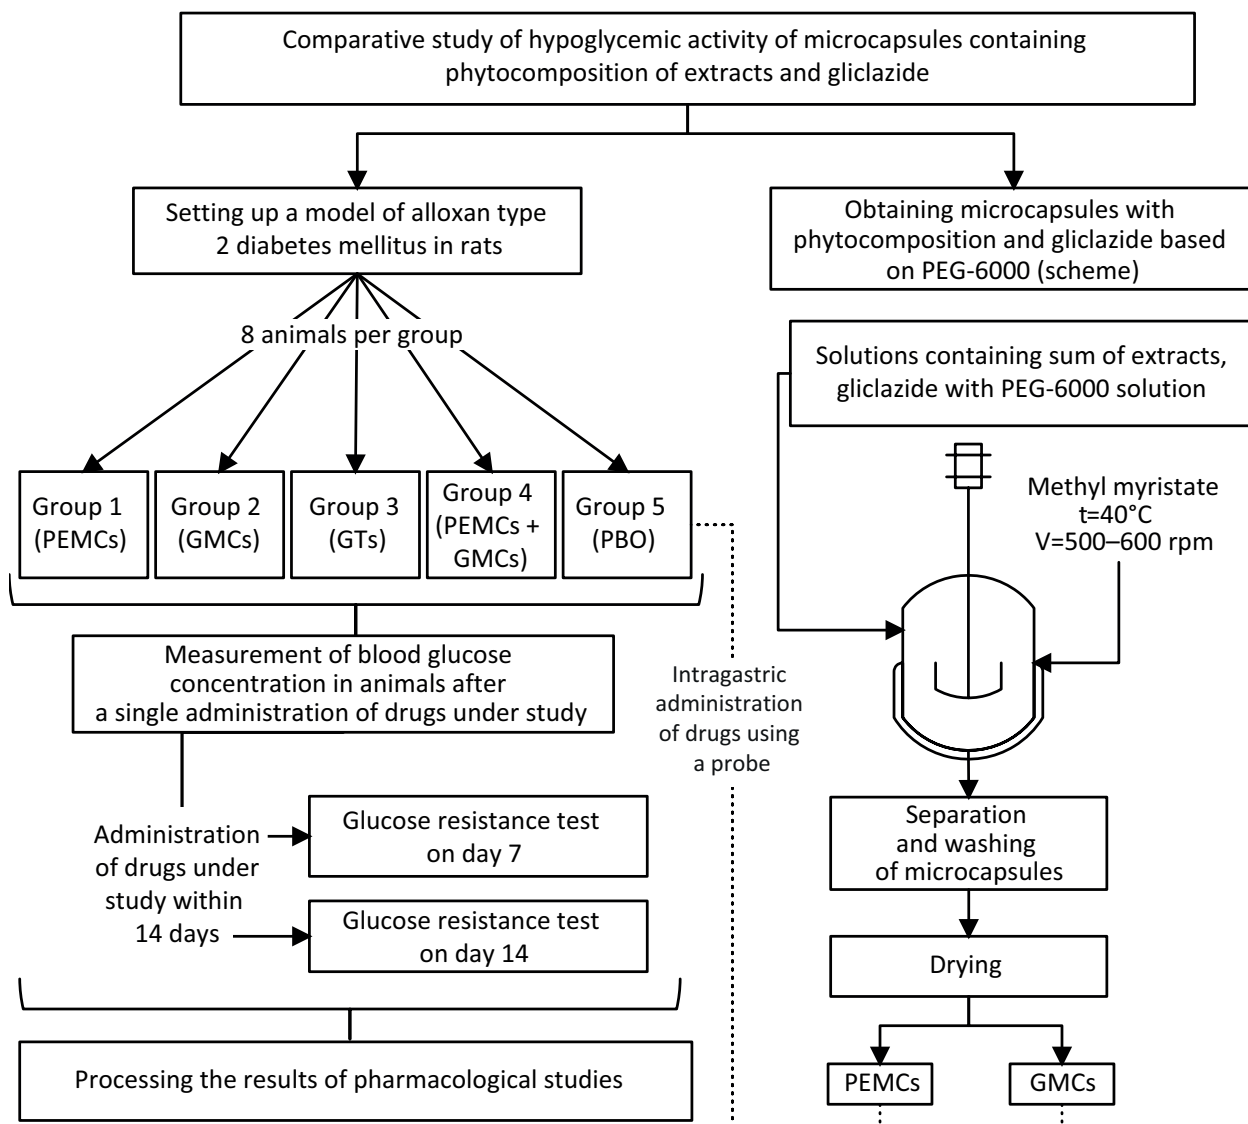 Comparative study of hypoglycemic activity of microcapsules containing
phytocomposition of extracts and gliclazide
Setting up a model of alloxan type
2 diabetes mellitus in rats
8 animals per group
Group 1
(PEMCs)
Group 2
(GMCs)
Group 3
(GTs)
Group 4
(PEMCs +
GMCs)
Group 5
(PBO)
Measurement of blood glucose
concentration in animals after
a single administration of drugs under study
Administration
of drugs under
study within
14 days
Glucose resistance test
on day 7
Glucose resistance test
on day 14
Processing the results of pharmacological studies
Intragastric
administration
of drugs using
a probe
Obtaining microcapsules with
phytocomposition and gliclazide based
on PEG-6000 (scheme)
Solutions containing sum of extracts,
gliclazide with PEG-6000 solution
Methyl myristate
t=40°C
V=500–600 rpm
Separation
and washing
of microcapsules
Drying
PEMCs
GMCs